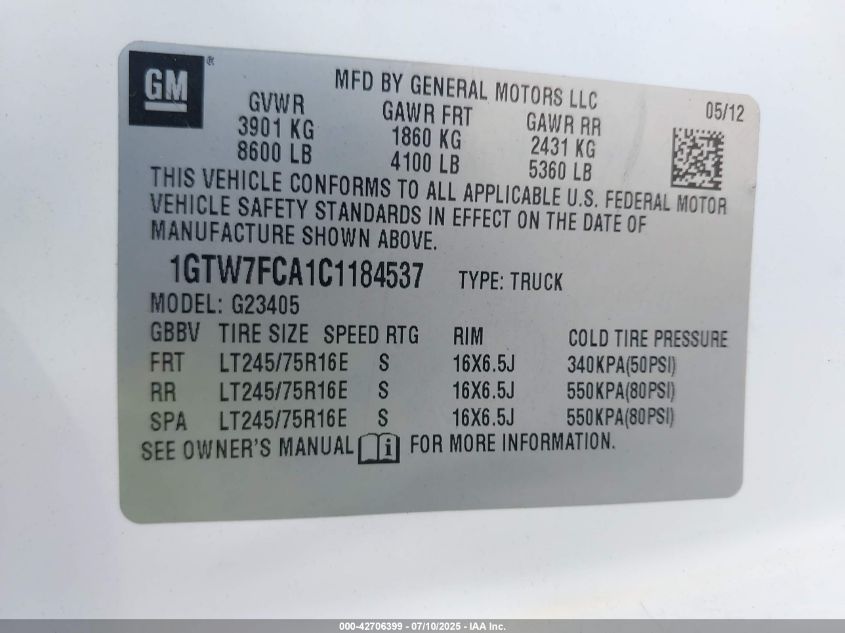 GM®
MFD BY GENERAL MOTORS LLC
05/12
GVWR GAWR FRT GAWR RR
3901 KG 1860 KG 2431 KG
8600 LB 4100 LB 5360 LB
THIS VEHICLE CONFORMS TO ALL APPLICABLE U.S. FEDERAL MOTOR
VEHICLE SAFETY STANDARDS IN EFFECT ON THE DATE OF
MANUFACTURE SHOWN ABOVE.
1GTW7FCA1C1184537 TYPE: TRUCK
MODEL: G23405
GBBV TIRE SIZE SPEED RTG RIM COLD TIRE PRESSURE
FRT LT245/75R16E S 16X6.5J 340KPA(50PSI)
RR LT245/75R16E S 16X6.5J 550KPA(80PSI)
SPA LT245/75R16E S 16X6.5J 550KPA(80PSI)
SEE OWNER'S MANUAL i FOR MORE INFORMATION.
000-42706399 - 07/10/2025 - IAA Inc.